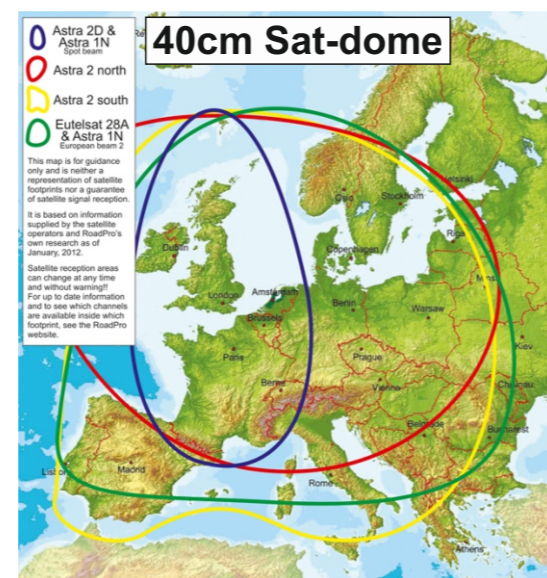 40cm Sat-dome
Astra 2D &
Astra 1N
Spot beam
Astra 2 north
Astra 2 south
Eutelsat 28A
& Astra 1N
European beam 2
This map is for guidance
only and is neither a
representation of satellite
footprints nor a guarantee
of satellite signal reception.
It is based on information
supplied by the satellite
operators and RoadPro's
own research as of
January, 2012.
Satellite reception areas
can change at any time
and without warning!!
For up to date information
and to see which channels
are available inside which
footprint, see the RoadPro
website.
Oslo
Stockholm
Helsinki
Riga
Copenhagen
Dublin
Minsk
London
Amsterdam
Berlin
Warsaw
Brussels
Kiev
Paris
Prague
Berne
Vienna
Chisinau
Belgrade
Bucharest
Lisbon
Madrid
Rome
Athens